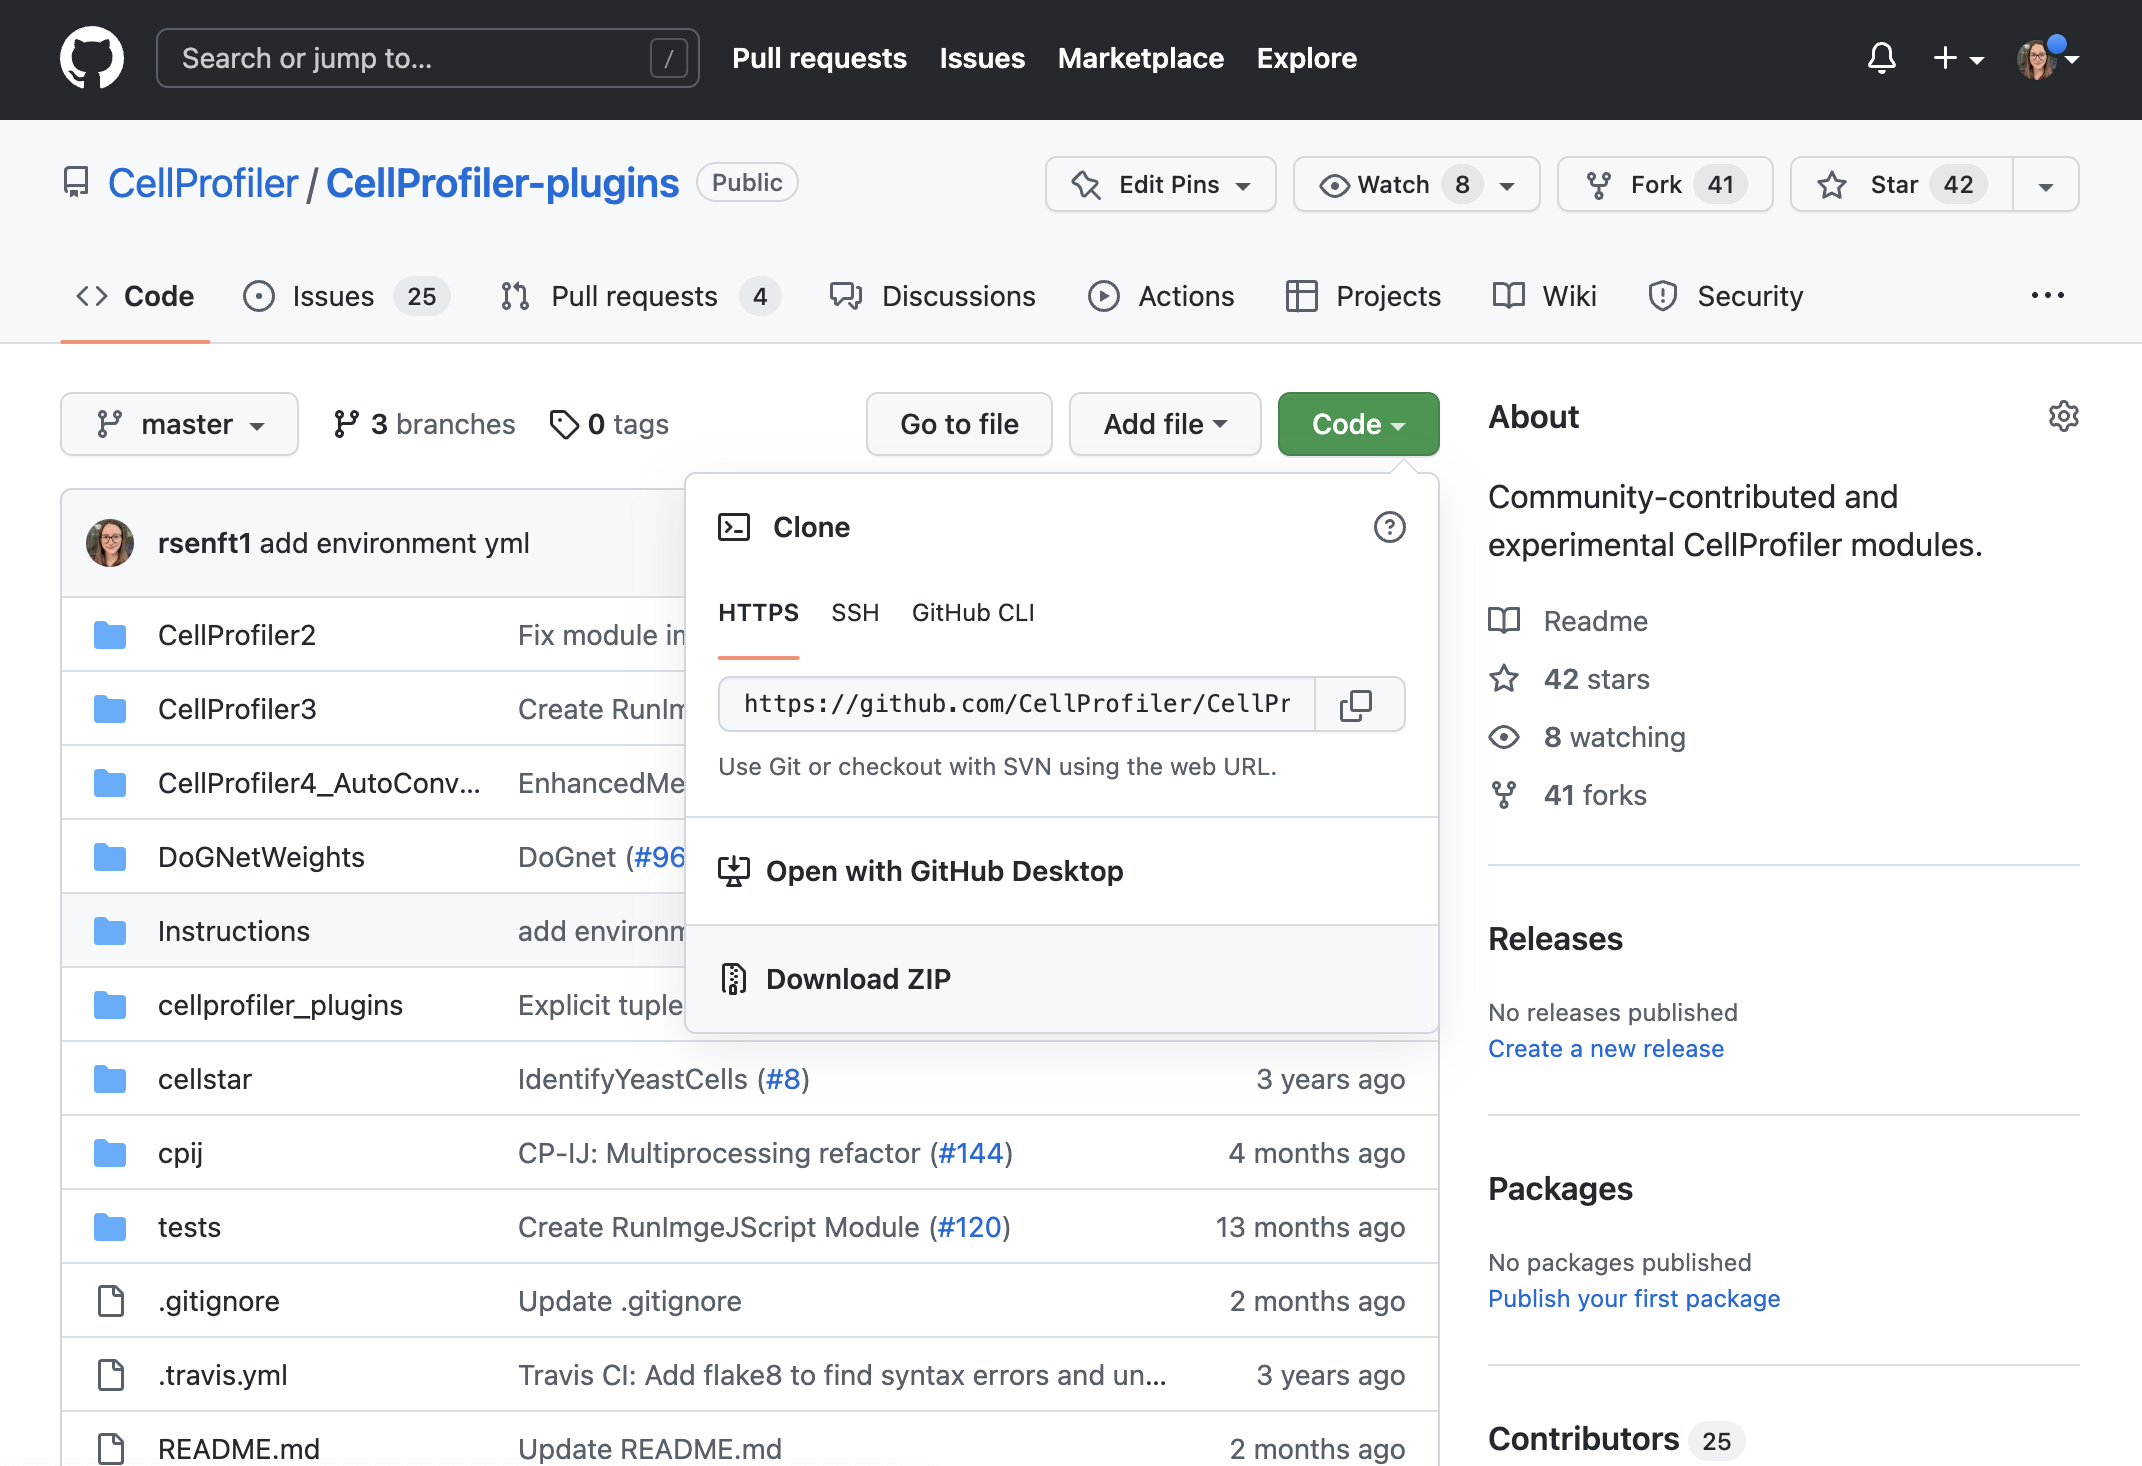 Search or jump to... / Pull requests Issues Marketplace Explore
CellProfiler / CellProfiler-plugins Public Edit Pins Watch 8 Fork 41 Star 42
Code Issues 25 Pull requests 4 Discussions Actions Projects Wiki Security ...
master 3 branches 0 tags Go to file Add file Code
rsenft1 add environment yml
CellProfiler2 Fix module in
CellProfiler3 Create RunIm
CellProfiler4_AutoConv... EnhancedMe
DoGNetWeights DoGnet (#96
Instructions add environm
cellprofiler_plugins Explicit tuple
cellstar IdentifyYeastCells (#8) 3 years ago
cpij CP-IJ: Multiprocessing refactor (#144) 4 months ago
tests Create RunImgeJScript Module (#120) 13 months ago
.gitignore Update .gitignore 2 months ago
.travis.yml Travis CI: Add flake8 to find syntax errors and un... 3 years ago
README.md Update README.md 2 months ago
Clone
HTTPS SSH GitHub CLI
https://github.com/CellProfiler/CellPr
Use Git or checkout with SVN using the web URL.
Open with GitHub Desktop
Download ZIP
About
Community-contributed and
experimental CellProfiler modules.
Readme
42 stars
8 watching
41 forks
Releases
No releases published
Create a new release
Packages
No packages published
Publish your first package
Contributors 25